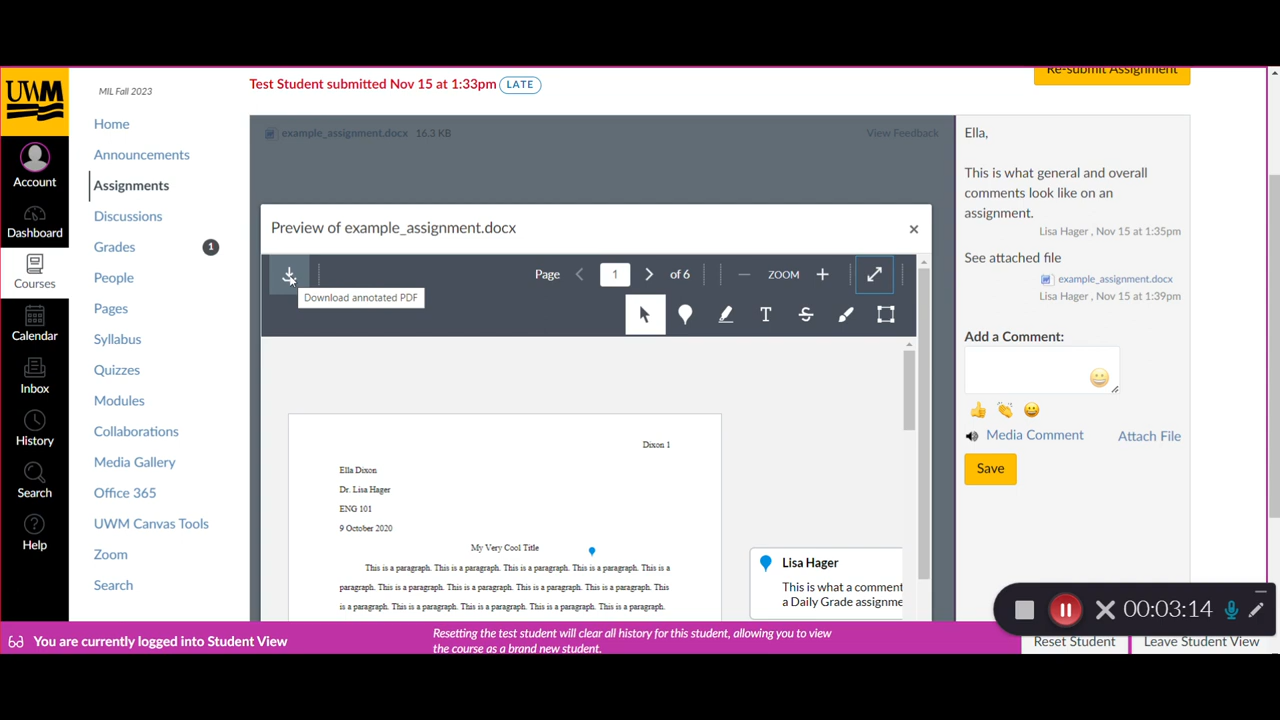 UWM
Account
Dashboard
Courses
Calendar
Inbox
History
Search
Help
MIL Fall 2023
Home
Announcements
Assignments
Discussions
Grades 1
People
Pages
Syllabus
Quizzes
Modules
Collaborations
Media Gallery
Office 365
UWM Canvas Tools
Zoom
Search
Test Student submitted Nov 15 at 1:33pm LATE
Re-submit Assignment
example_assignment.docx 16.3 KB View Feedback
Preview of example_assignment.docx ×
Page 1 of 6 ZOOM
Download annotated PDF
T S
Dixon 1
Ella Dixon
Dr. Lisa Hager
ENG 101
9 October 2020
My Very Cool Title
This is a paragraph. This is a paragraph. This is a paragraph. This is a paragraph. This is a
paragraph. This is a paragraph. This is a paragraph. This is a paragraph. This is a paragraph. This
is a paragraph. This is a paragraph. This is a paragraph. This is a paragraph. This is a paragraph.
Lisa Hager
This is what a comment
a Daily Grade assignme
Ella,
This is what general and overall
comments look like on an
assignment.
Lisa Hager , Nov 15 at 1:35pm
See attached file
example_assignment.docx
Lisa Hager , Nov 15 at 1:39pm
Add a Comment:
Media Comment Attach File
Save
00:03:14
You are currently logged into Student View
Resetting the test student will clear all history for this student, allowing you to view
the course as a brand new student.
Reset Student Leave Student View